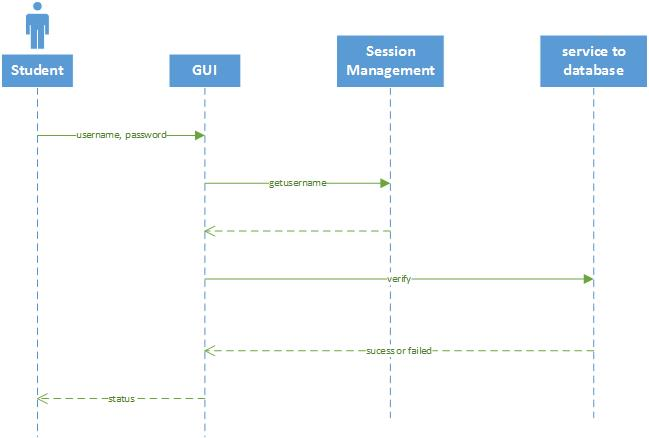 Student
GUI
Session
Management
service to
database
username, password
getusername
verify
sucess or failed
status